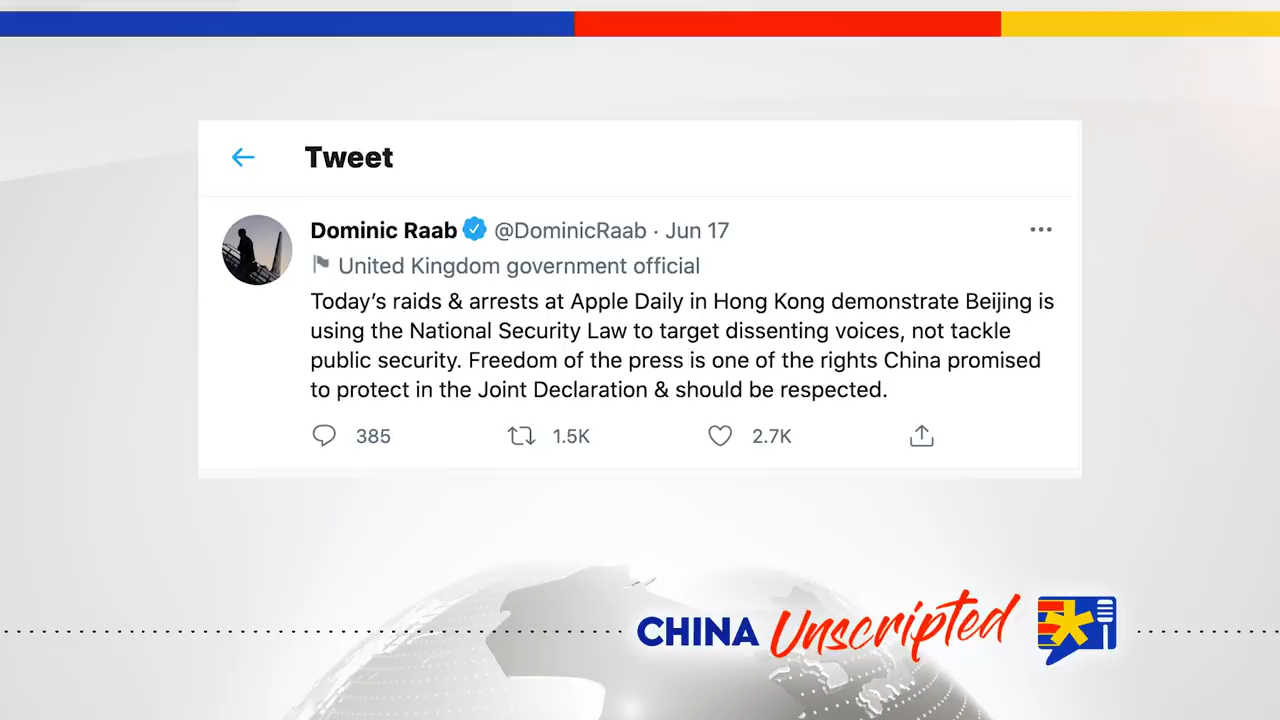 Tweet
Dominic Raab @DominicRaab · Jun 17
United Kingdom government official
Today’s raids & arrests at Apple Daily in Hong Kong demonstrate Beijing is
using the National Security Law to target dissenting voices, not tackle
public security. Freedom of the press is one of the rights China promised
to protect in the Joint Declaration & should be respected.
385 1.5K 2.7K
CHINA Unscripted